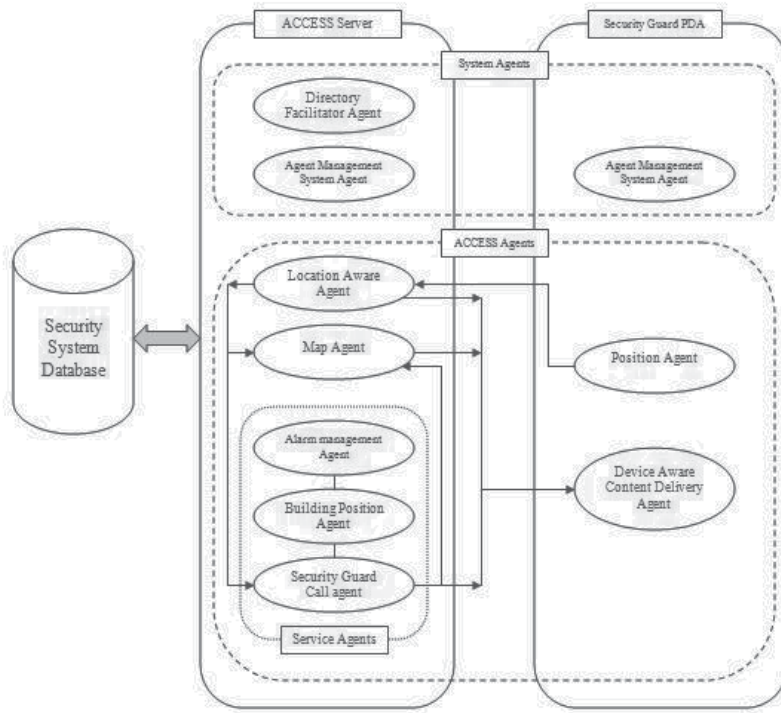 ACCESS Server
Security Guard PDA
System Agents
Directory
Facilitator Agent
Agent Management
System Agent
Agent Management
System Agent
ACCESS Agents
Location Aware
Agent
Security
System
Database
Map Agent
Position Agent
Alarm management
Agent
Device Aware
Content Delivery
Agent
Building Position
Agent
Security Guard
Call agent
Service Agents